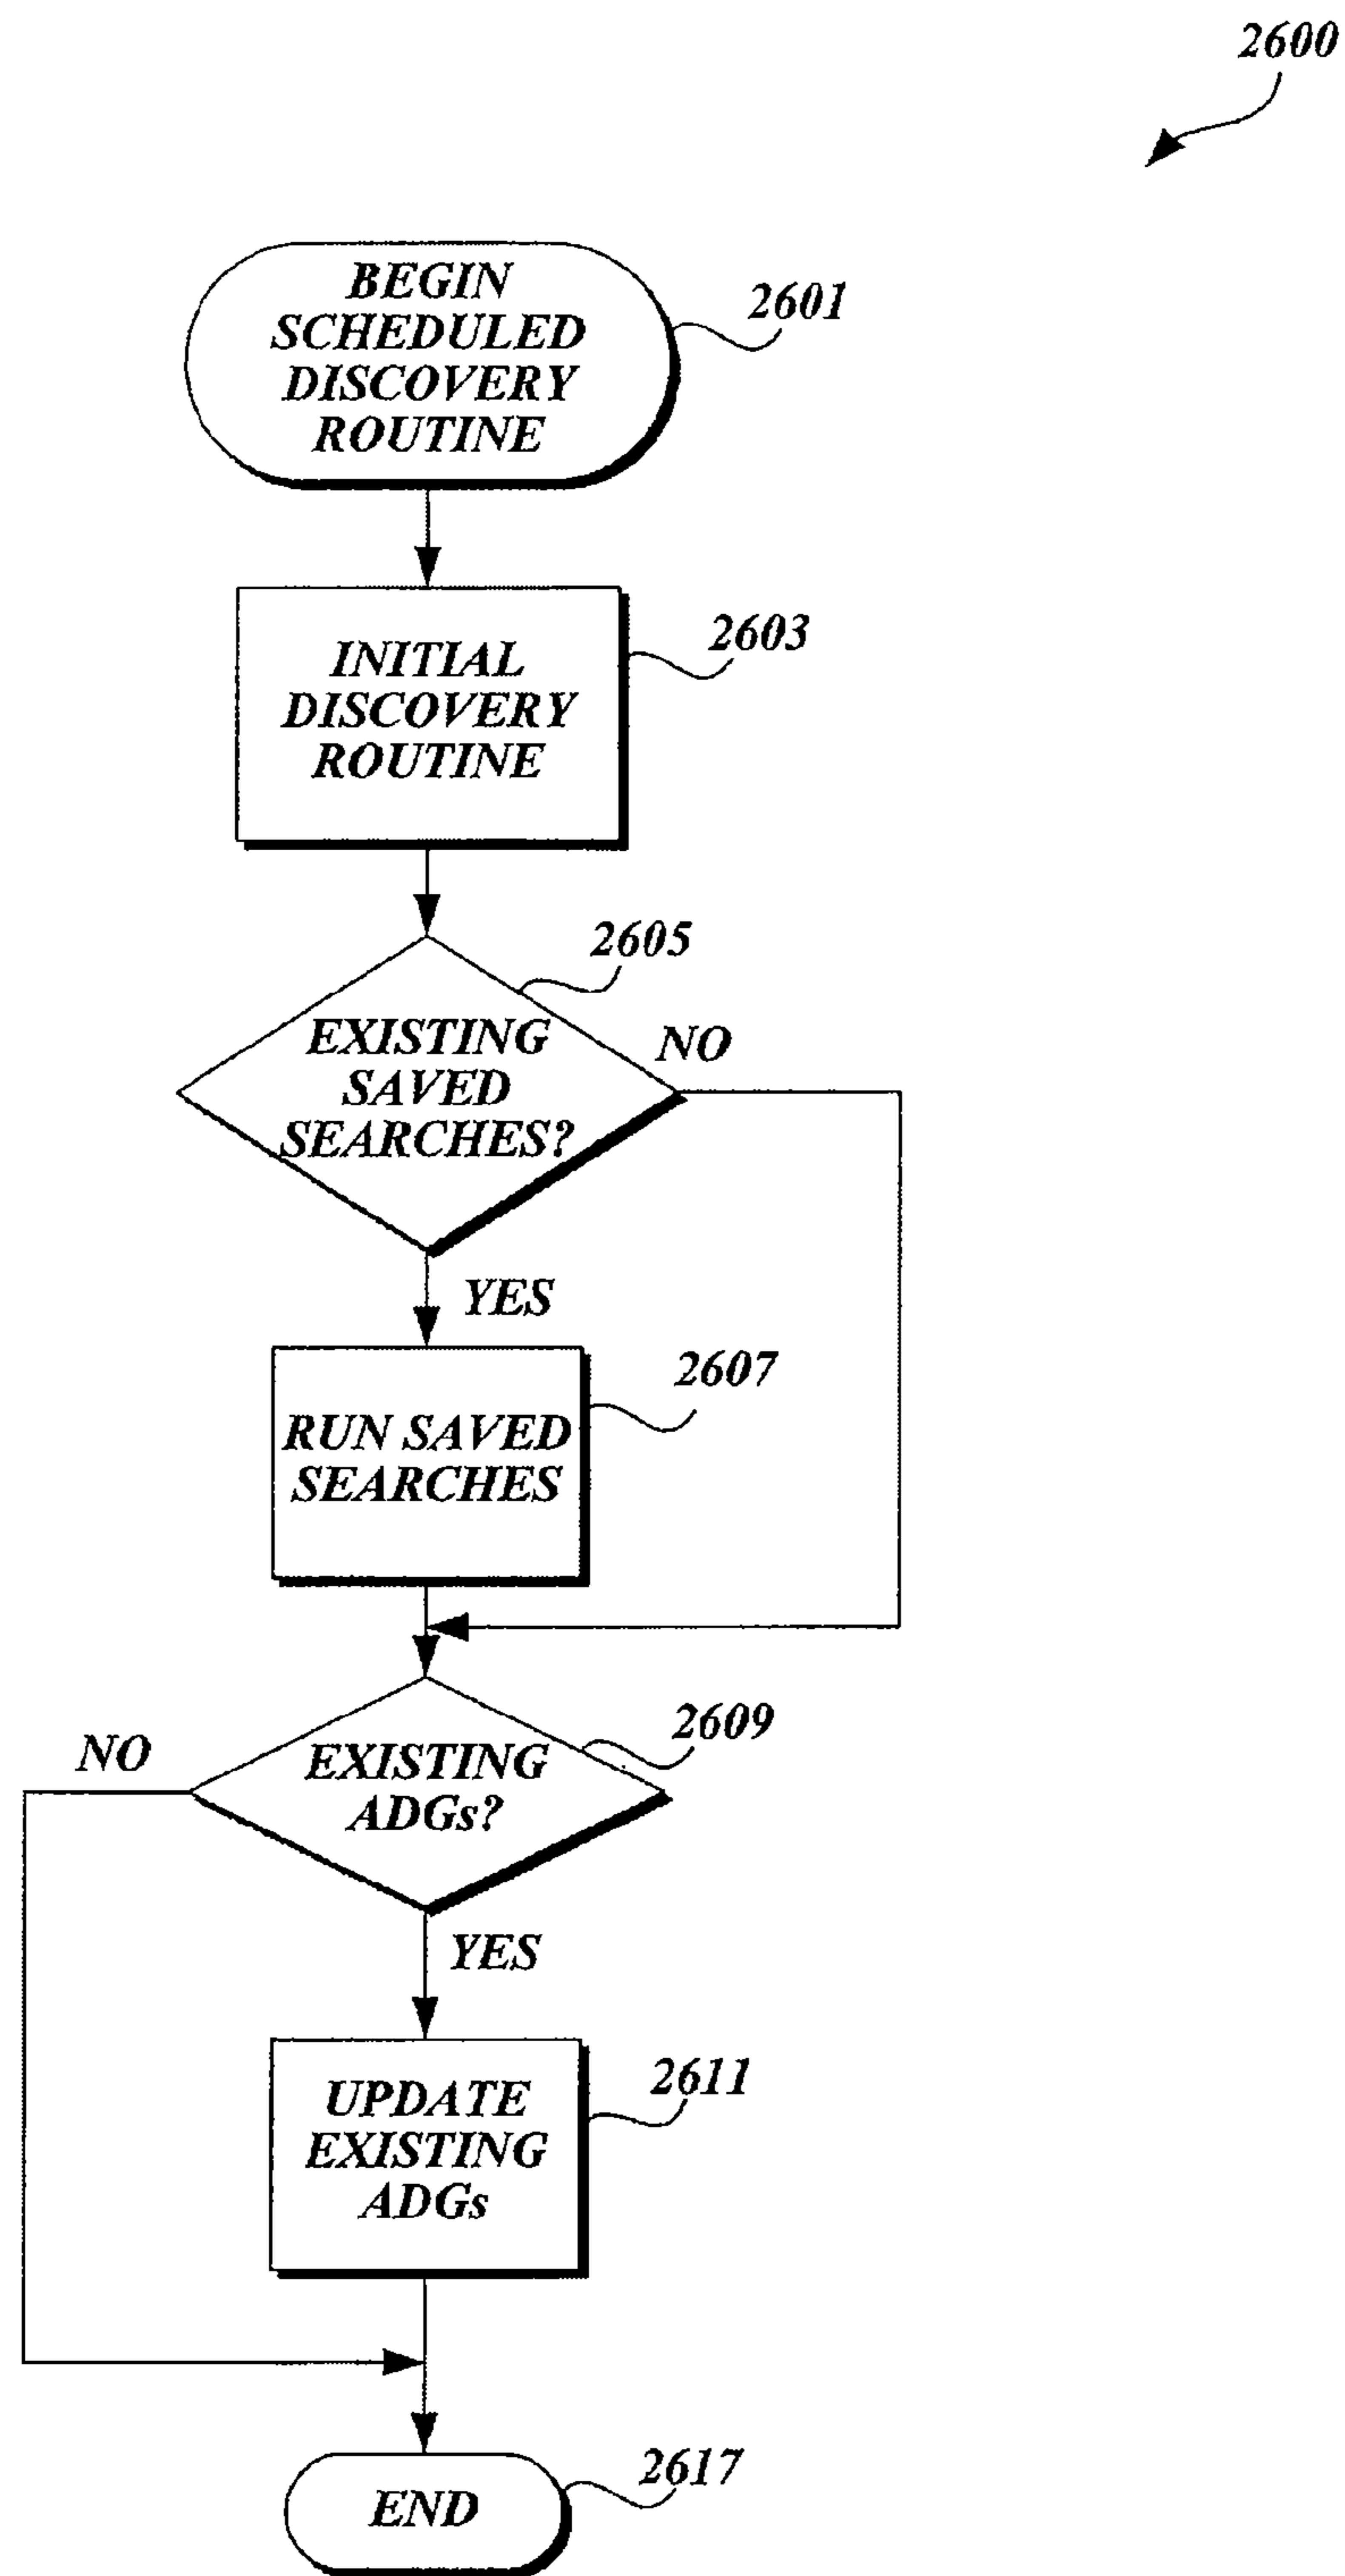 2600
BEGIN
SCHEDULED
DISCOVERY
ROUTINE
2601
INITIAL
DISCOVERY
ROUTINE
2603
2605
EXISTING
SAVED
SEARCHES?
NO
YES
RUN SAVED
SEARCHES
2607
2609
NO
EXISTING
ADGs?
YES
UPDATE
EXISTING
ADGs
2611
END
2617